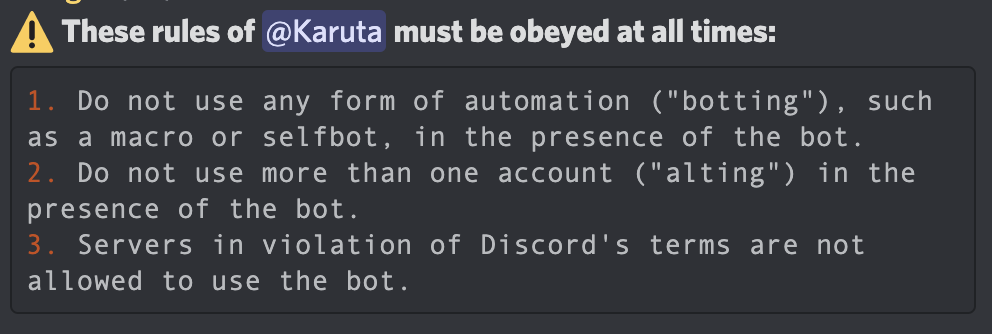 These rules of @Karuta must be obeyed at all times:
1. Do not use any form of automation ("botting"), such
as a macro or selfbot, in the presence of the bot.
2. Do not use more than one account ("alting") in the
presence of the bot.
3. Servers in violation of Discord's terms are not
allowed to use the bot.